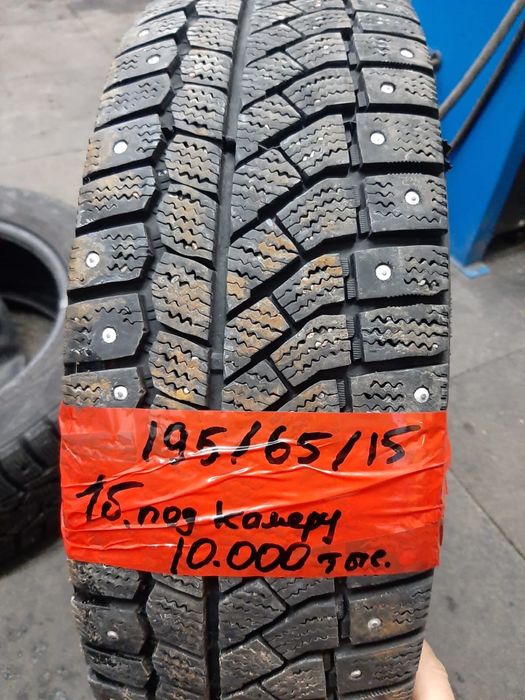 195/65/15
1б. под камеру
10.000 тыс.